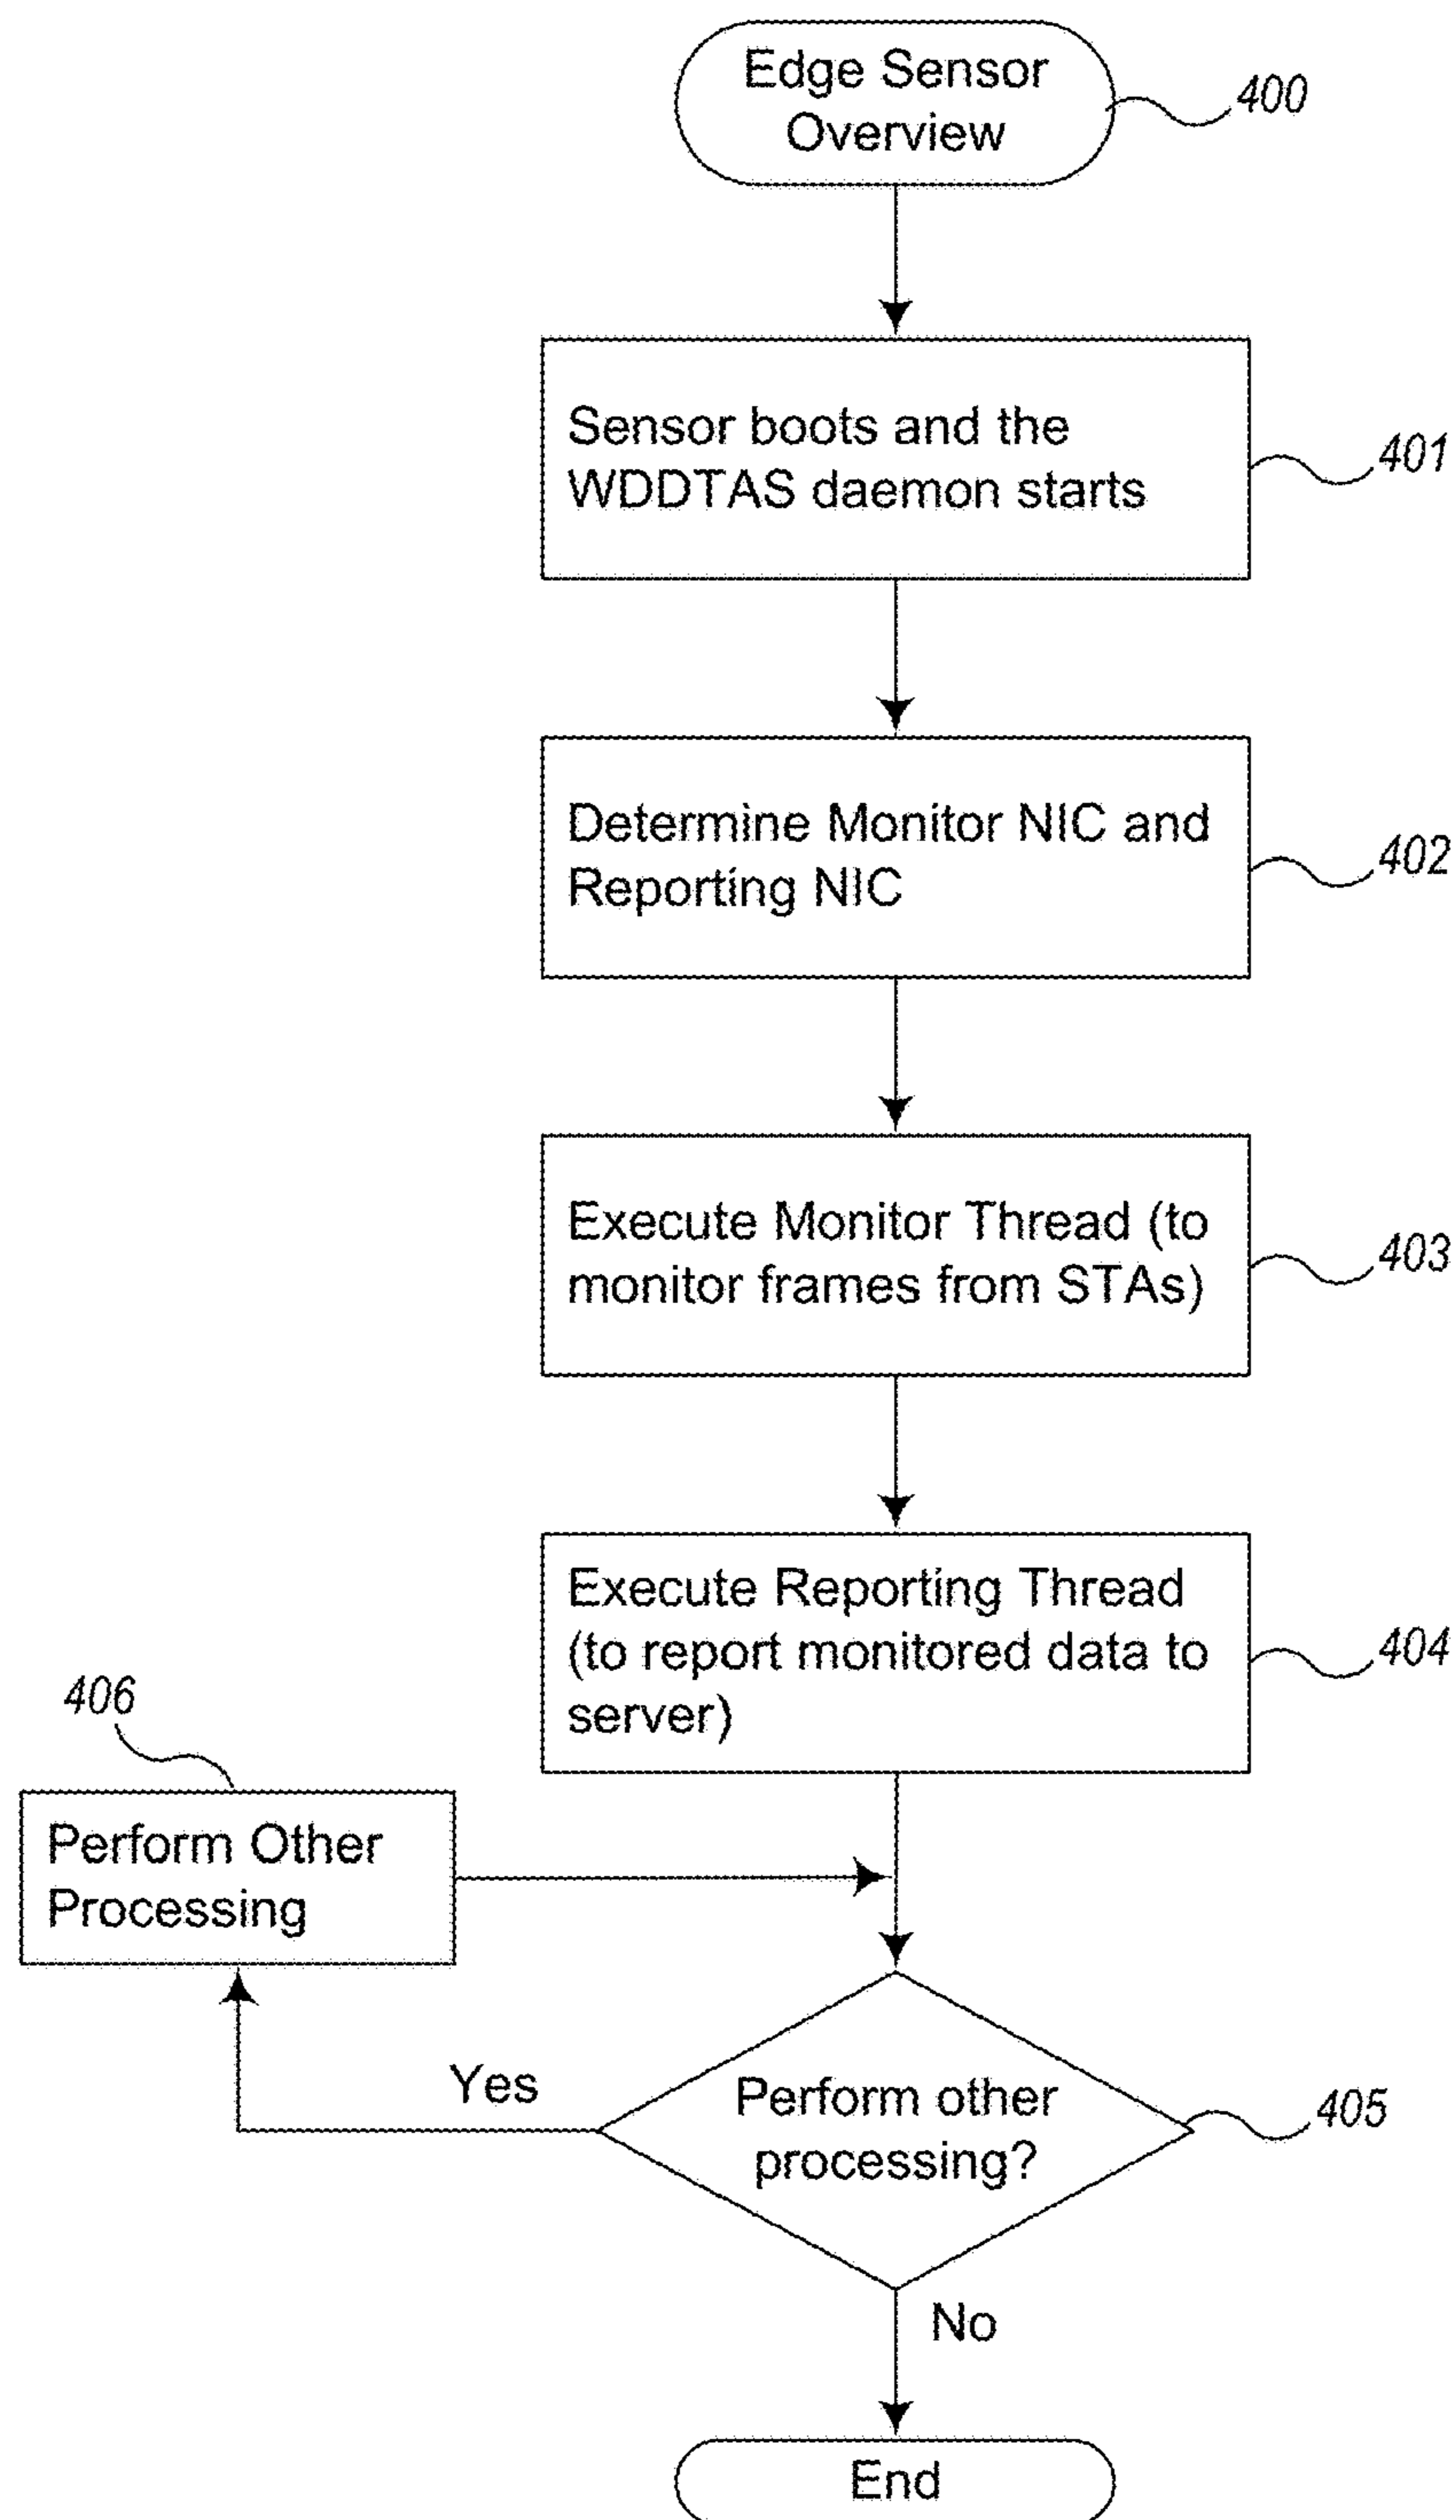 Edge Sensor
Overview
400
Sensor boots and the
WDDTAS daemon starts
401
Determine Monitor NIC and
Reporting NIC
402
Execute Monitor Thread (to
monitor frames from STAs)
403
Execute Reporting Thread
(to report monitored data to
server)
404
406
Perform Other
Processing
Yes
Perform other
processing?
405
No
End